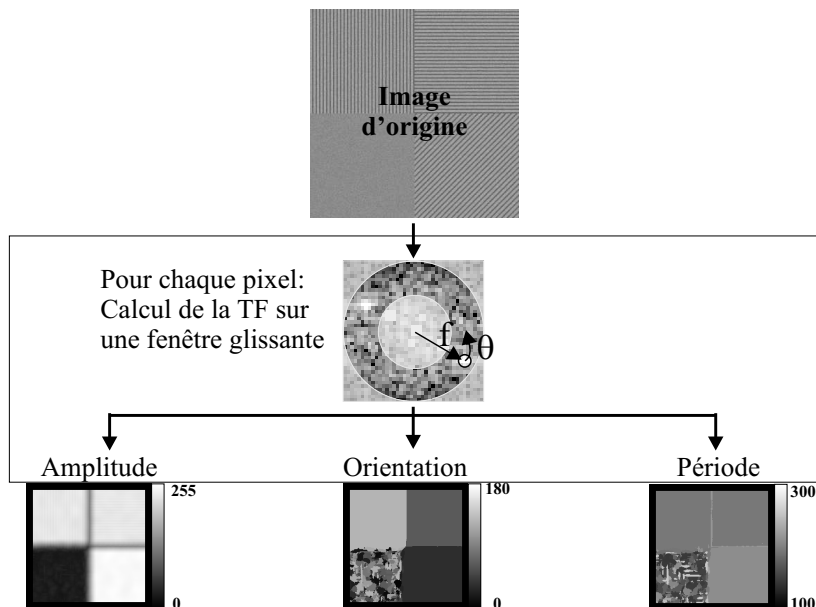 Image
d'origine
Pour chaque pixel:
Calcul de la TF sur
une fenêtre glissante
f
θ
Amplitude
Orientation
Période
255
0
180
0
300
100